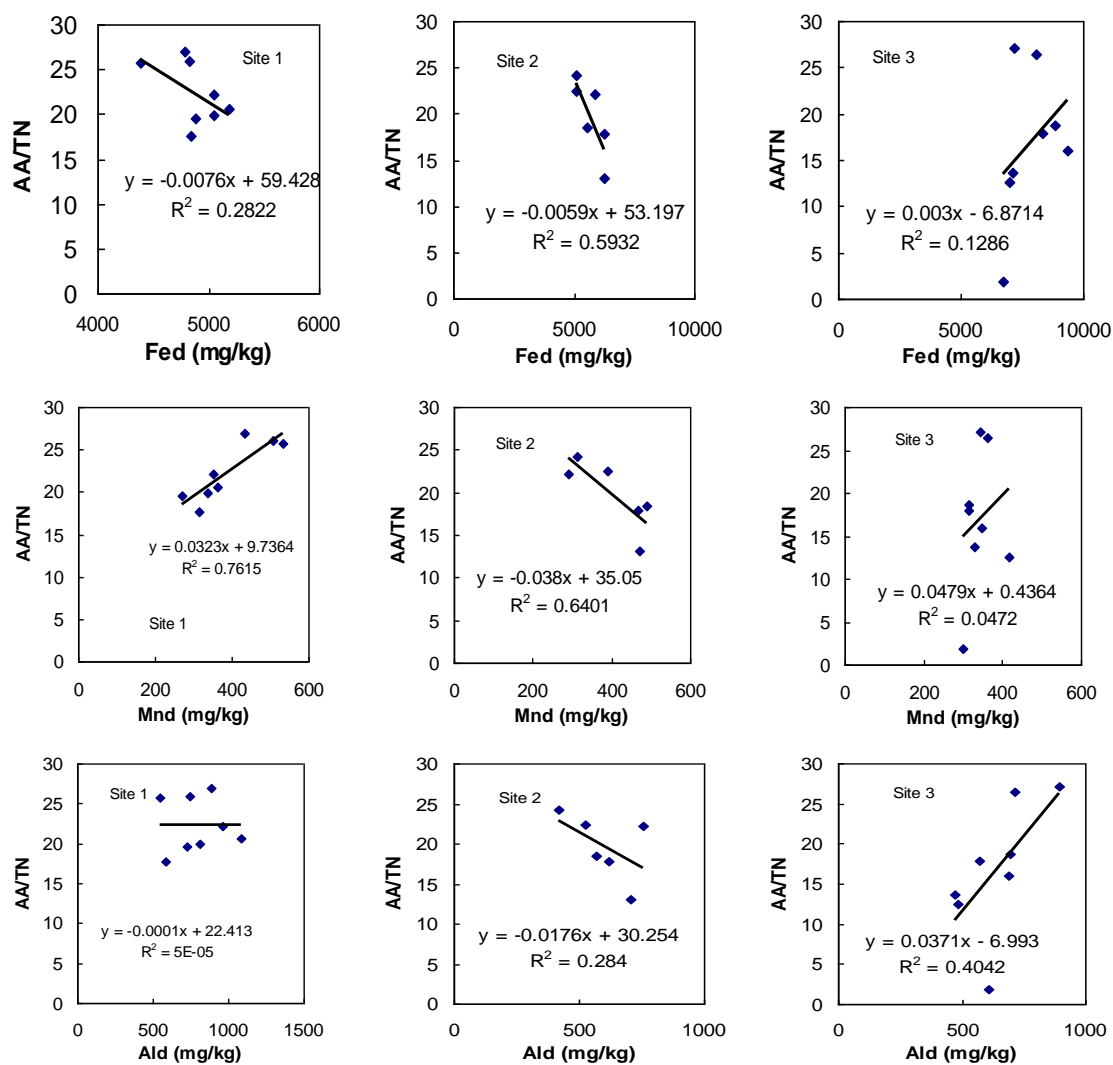 30
25
20
15
10
5
0
AA/TN
Site 1
y = -0.0076x + 59.428
R² = 0.2822
4000 5000 6000
Fed (mg/kg)
30
25
20
15
10
5
0
AA/TN
Site 2
y = -0.0059x + 53.197
R² = 0.5932
0 5000 10000
Fed (mg/kg)
30
25
20
15
10
5
0
AA/TN
Site 3
y = 0.003x - 6.8714
R² = 0.1286
0 5000 10000
Fed (mg/kg)
30
25
20
15
10
5
0
AA/TN
y = 0.0323x + 9.7364
R² = 0.7615
Site 1
0 200 400 600
Mnd (mg/kg)
30
25
20
15
10
5
0
AA/TN
Site 2
y = -0.038x + 35.05
R² = 0.6401
0 200 400 600
Mnd (mg/kg)
30
25
20
15
10
5
0
AA/TN
Site 3
y = 0.0479x + 0.4364
R² = 0.0472
0 200 400 600
Mnd (mg/kg)
30
25
20
15
10
5
0
AA/TN
Site 1
y = -0.0001x + 22.413
R² = 5E-05
0 500 1000 1500
Ald (mg/kg)
30
25
20
15
10
5
0
AA/TN
Site 2
y = -0.0176x + 30.254
R² = 0.284
0 500 1000
Ald (mg/kg)
30
25
20
15
10
5
0
AA/TN
Site 3
y = 0.0371x - 6.993
R² = 0.4042
0 500 1000
Ald (mg/kg)